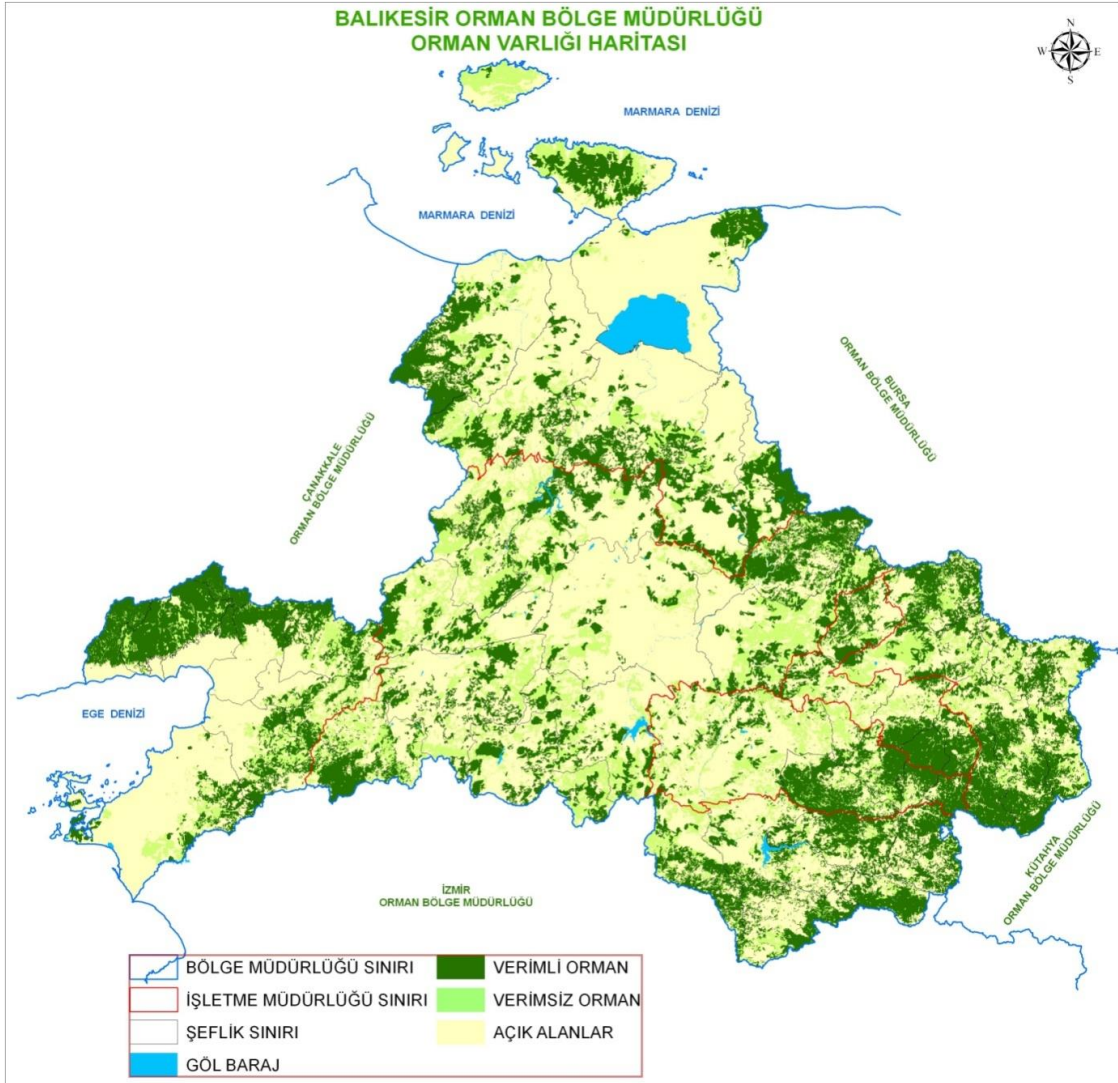 BALIKESİR ORMAN BÖLGE MÜDÜRLÜĞÜ
ORMAN VARLIĞI HARİTASI
N
W E
S
MARMARA DENİZİ
MARMARA DENİZİ
BURSA
ORMAN BÖLGE MÜDÜRLÜĞÜ
ÇANAKKALE
ORMAN BÖLGE MÜDÜRLÜĞÜ
EGE DENİZİ
KÜTAHYA
ORMAN BÖLGE MÜDÜRLÜĞÜ
İZMİR
ORMAN BÖLGE MÜDÜRLÜĞÜ
BÖLGE MÜDÜRLÜĞÜ SINIRI
İŞLETME MÜDÜRLÜĞÜ SINIRI
ŞEFLİK SINIRI
GÖL BARAJ
VERİMLİ ORMAN
VERİMSİZ ORMAN
AÇIK ALANLAR